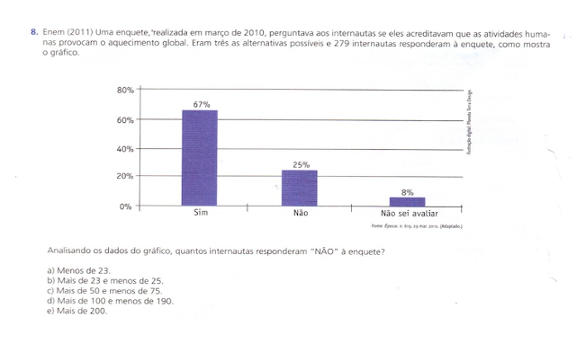 8. Enem (2011) Uma enquete, realizada em março de 2010, perguntava aos internautas se eles acreditavam que as atividades huma-
nas provocam o aquecimento global. Eram três as alternativas possíveis e 279 internautas responderam à enquete, como mostra
o gráfico.
80%
67%
60%
40%
25%
20%
8%
0%
Sim
Não
Não sei avaliar
Analisando os dados do gráfico, quantos internautas responderam "NÃO" à enquete?
a) Menos de 23.
b) Mais de 23 e menos de 25.
c) Mais de 50 e menos de 75.
d) Mais de 100 e menos de 190.
e) Mais de 200.